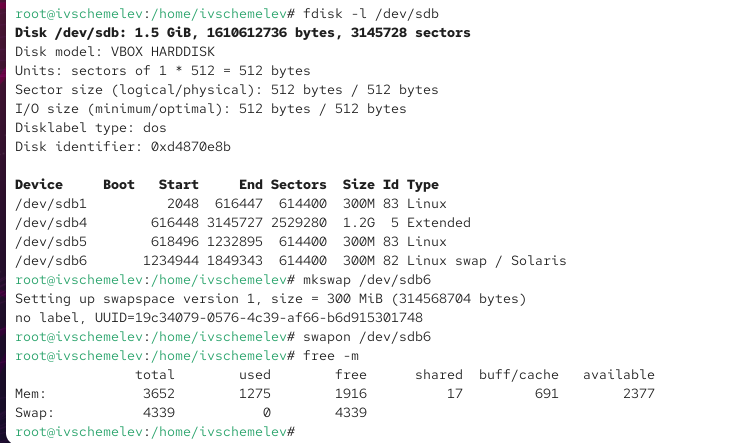 root@ivschemelev:/home/ivschemelev# fdisk -l /dev/sdb
Disk /dev/sdb: 1.5 GiB, 1610612736 bytes, 3145728 sectors
Disk model: VBOX HARDDISK
Units: sectors of 1 * 512 = 512 bytes
Sector size (logical/physical): 512 bytes / 512 bytes
I/O size (minimum/optimal): 512 bytes / 512 bytes
Disklabel type: dos
Disk identifier: 0xd4870e8b

Device     Boot   Start     End Sectors  Size Id Type
/dev/sdb1          2048  616447  614400  300M 83 Linux
/dev/sdb4        616448 3145727 2529280  1.2G  5 Extended
/dev/sdb5        618496 1232895  614400  300M 83 Linux
/dev/sdb6       1234944 1849343  614400  300M 82 Linux swap / Solaris
root@ivschemelev:/home/ivschemelev# mkswap /dev/sdb6
Setting up swapspace version 1, size = 300 MiB (314568704 bytes)
no label, UUID=19c34079-0576-4c39-af66-b6d915301748
root@ivschemelev:/home/ivschemelev# swapon /dev/sdb6
root@ivschemelev:/home/ivschemelev# free -m
               total        used        free      shared  buff/cache   available
Mem:            3652        1275        1916          17         691        2377
Swap:           4339           0        4339
root@ivschemelev:/home/ivschemelev#